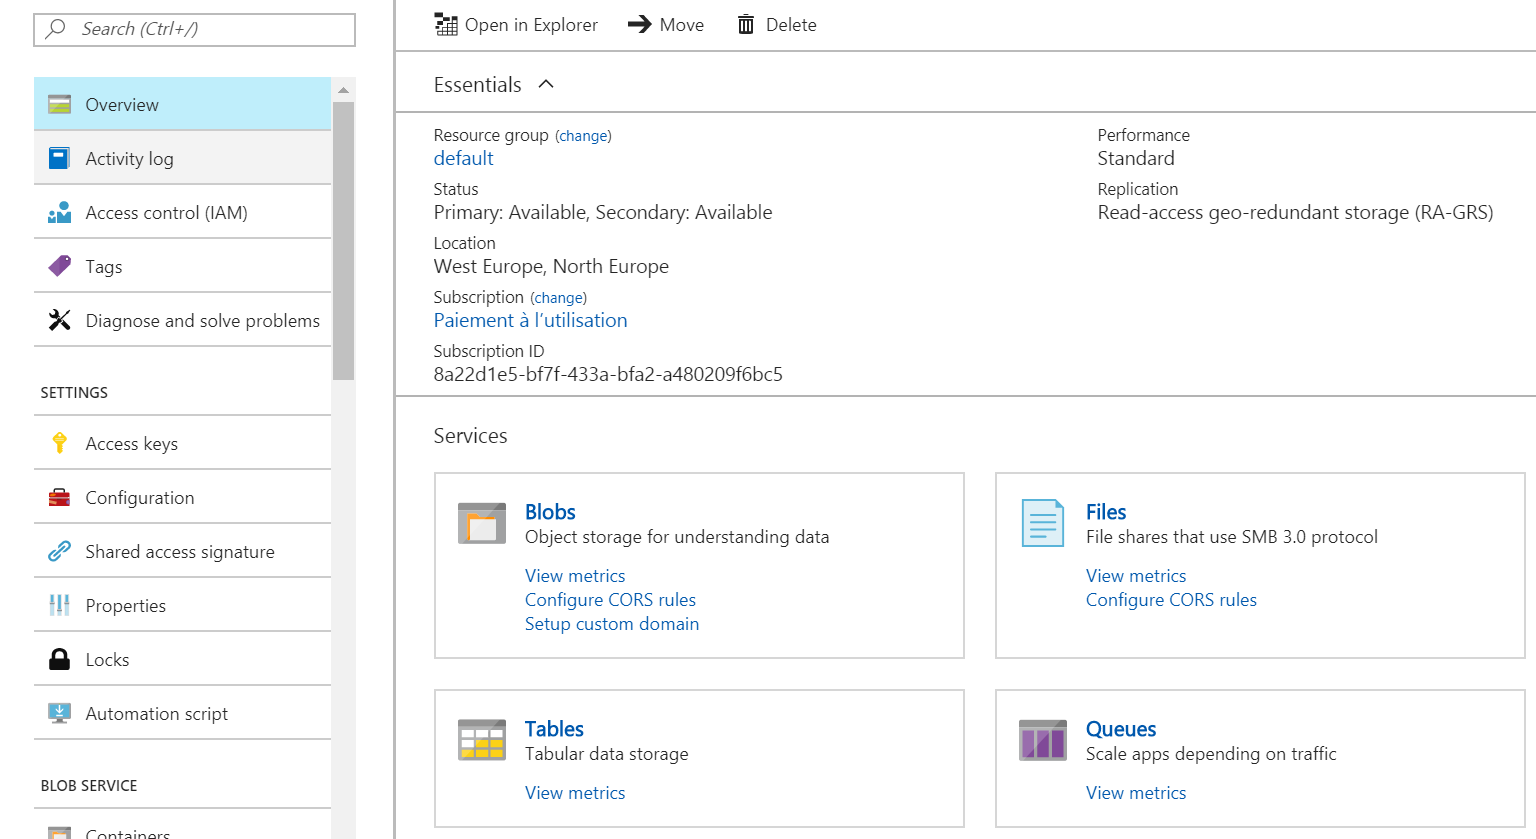 Search (Ctrl+/)
Overview
Activity log
Access control (IAM)
Tags
Diagnose and solve problems
SETTINGS
Access keys
Configuration
Shared access signature
Properties
Locks
Automation script
BLOB SERVICE
Containers
Open in Explorer
Move
Delete
Essentials
Resource group (change)
default
Status
Primary: Available, Secondary: Available
Location
West Europe, North Europe
Subscription (change)
Paiement à l’utilisation
Subscription ID
8a22d1e5-bf7f-433a-bfa2-a480209f6bc5
Performance
Standard
Replication
Read-access geo-redundant storage (RA-GRS)
Services
Blobs
Object storage for understanding data
View metrics
Configure CORS rules
Setup custom domain
Files
File shares that use SMB 3.0 protocol
View metrics
Configure CORS rules
Tables
Tabular data storage
View metrics
Queues
Scale apps depending on traffic
View metrics